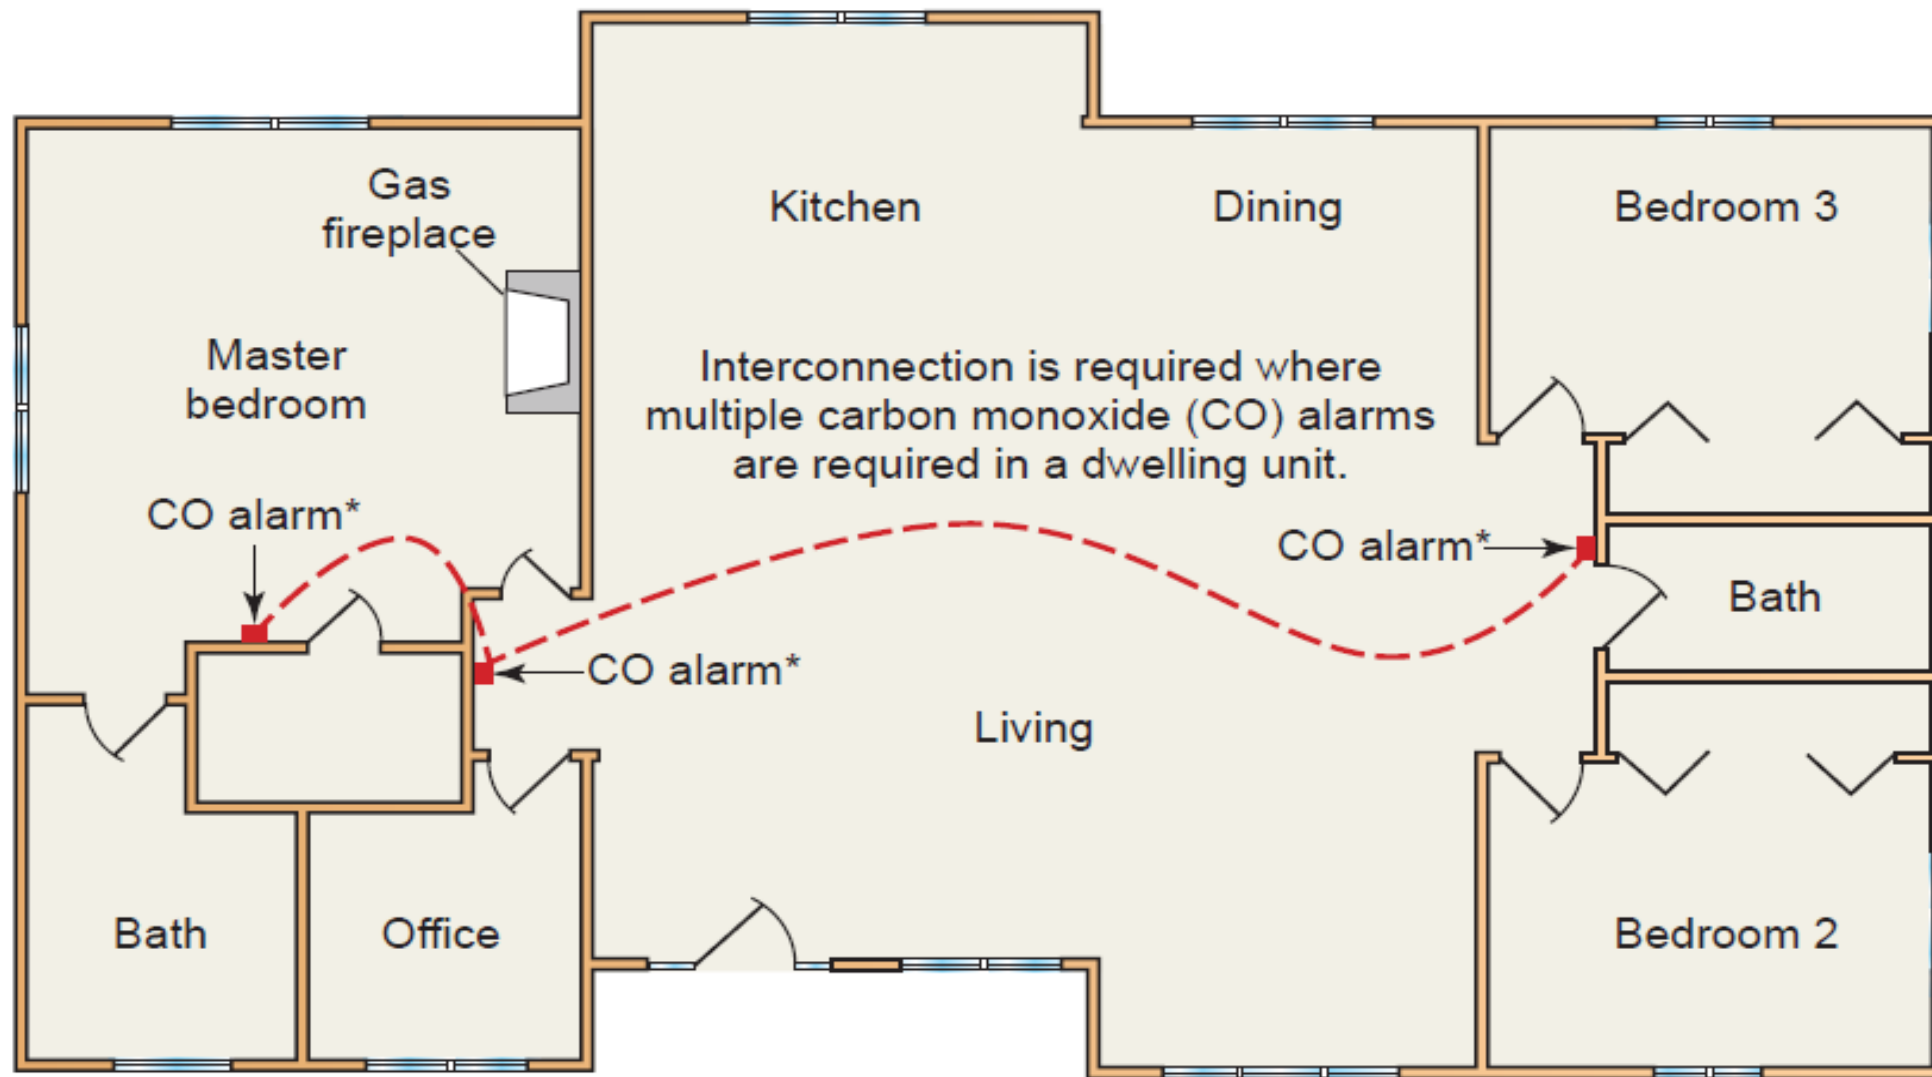 Gas
fireplace
Kitchen
Dining
Bedroom 3
Master
bedroom
Interconnection is required where
multiple carbon monoxide (CO) alarms
are required in a dwelling unit.
CO alarm*
CO alarm*
Bath
CO alarm*
Living
Bath
Office
Bedroom 2